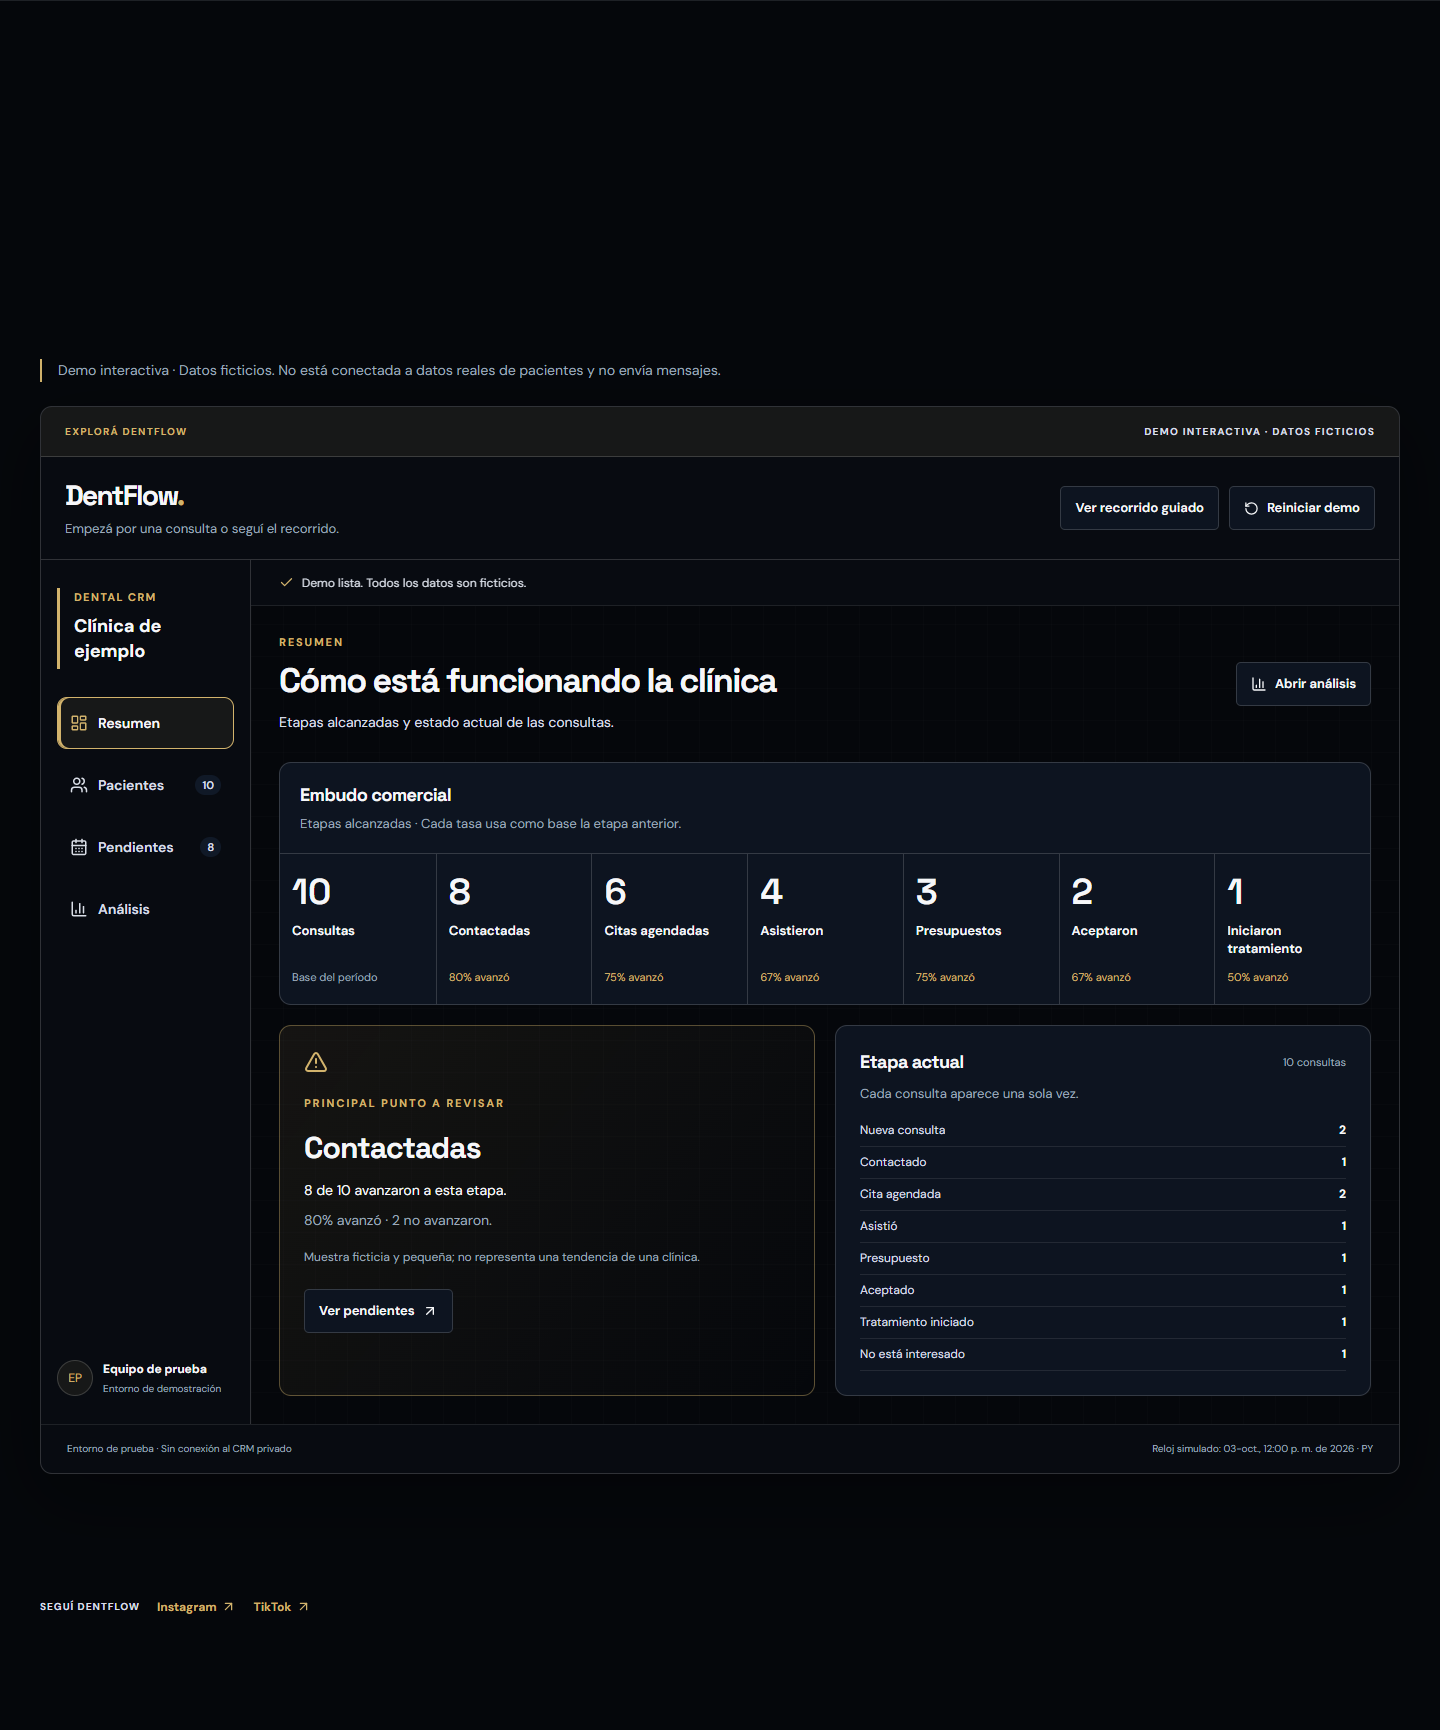 Demo interactiva · Datos ficticios. No está conectada a datos reales de pacientes y no envía mensajes.
EXPLORÁ DENTFLOW
DEMO INTERACTIVA · DATOS FICTICIOS
DentFlow.
Empezá por una consulta o seguí el recorrido.
Ver recorrido guiado
Reiniciar demo
DENTAL CRM
Clínica de
ejemplo
Resumen
Pacientes 10
Pendientes 8
Análisis
Equipo de prueba
EP
Entorno de demostración
Demo lista. Todos los datos son ficticios.
RESUMEN
Cómo está funcionando la clínica
Etapas alcanzadas y estado actual de las consultas.
Abrir análisis
Embudo comercial
Etapas alcanzadas · Cada tasa usa como base la etapa anterior.
10
Consultas
Base del período
8
Contactadas
80% avanzó
6
Citas agendadas
75% avanzó
4
Asistieron
67% avanzó
3
Presupuestos
75% avanzó
2
Aceptaron
67% avanzó
1
Iniciaron
tratamiento
50% avanzó
PRINCIPAL PUNTO A REVISAR
Contactadas
8 de 10 avanzaron a esta etapa.
80% avanzó · 2 no avanzaron.
Muestra ficticia y pequeña; no representa una tendencia de una clínica.
Ver pendientes
Etapa actual
10 consultas
Cada consulta aparece una sola vez.
Nueva consulta 2
Contactado 1
Cita agendada 2
Asistió 1
Presupuesto 1
Aceptado 1
Tratamiento iniciado 1
No está interesado 1
Entorno de prueba · Sin conexión al CRM privado
Reloj simulado: 03-oct., 12:00 p. m. de 2026 · PY
SEGUÍ DENTFLOW Instagram TikTok